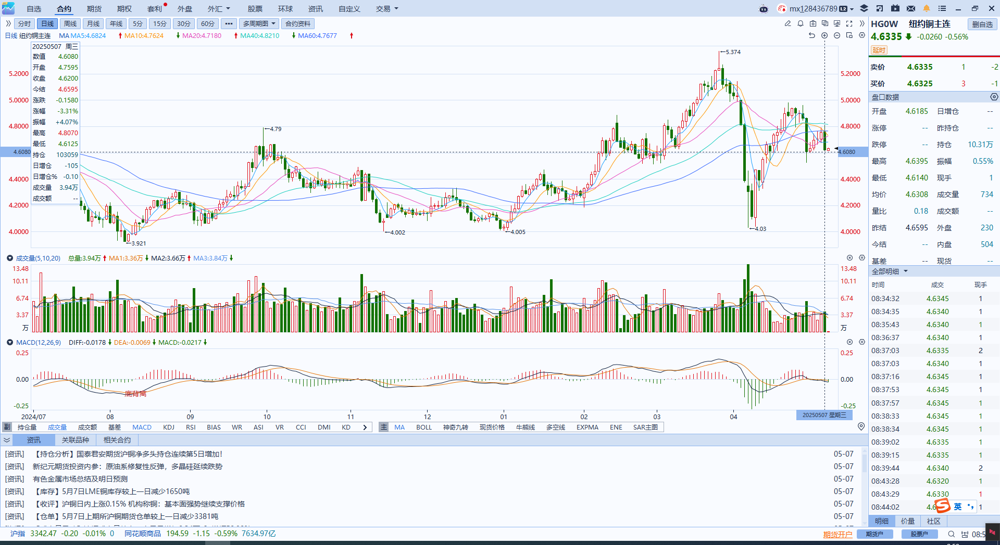 自选 合约 期货 期权 套利 外盘 外汇 股票 环球 资讯 自定义 交易 mx128436789 L2
分时 日线 周线 月线 年线 5分 15分 30分 60分 ••• 多周期图 合约资料
日线 纽约铜主连 MA MA5:4.6824 MA10:4.7624 MA20:4.7180 MA40:4.8210 MA60:4.7677
20250507 周三
数值 4.6080
开盘 4.7595
收盘 4.6200
今结 4.6595
涨跌 -0.1580
涨幅 -3.31%
振幅 +4.07%
最高 4.8070
最低 4.6125
持仓 103059
日增仓 -105
日增仓% -0.10
成交量 3.94万
成交额 --
5.2000
5.0000
4.8000
4.6080
4.4000
4.2000
4.0000
5.374
4.79
3.921
4.002
4.005
4.03
5.2000
5.0000
4.8000
4.6080
4.4000
4.2000
4.0000
成交量(5,10,20) 总量:3.94万 MA1:3.36万 MA2:3.66万 MA3:3.84万
13.48 13.48
10.11 10.11
6.74 6.74
3.37 3.37
万 万
MACD(12,26,9) DIFF:-0.0178 DEA:-0.0069 MACD:-0.0217
0.25 0.25
0.00 0.00
底背离
-0.25 -0.25
2024/07 08 09 10 11 12 01 02 03 04 20250507 星期三
副 持仓量 成交量 成交额 基差 MACD KDJ RSI BIAS WR ASI VR CCI DMI KD 主 MA BOLL 神奇九转 现货价格 牛能线 多空线 EXPMA ENE SAR主图
资讯 关联品种 相关合约
[资讯] 【持仓分析】国泰君安期货沪铜净多头持仓连续第5日增加！ 05-07
[资讯] 新纪元期货投资内参：原油系修复性反弹，多晶硅延续跌势 05-07
[资讯] 有色金属市场总结及明日预测 05-07
[资讯] 【库存】5月7日LME铜库存较上一日减少1650吨 05-07
[资讯] 【收评】沪铜日内上涨0.15% 机构称铜：基本面强势继续支撑价格 05-07
[资讯] 【仓单】5月7日上期所沪铜期货仓单较上一日减少3381吨 05-07
HG0W 纽约铜主连 删自选
4.6335 -0.0260 -0.56%
延时
卖价 4.6335 1 -2
买价 4.6325 3 -1
盘口数据
开盘 4.6185 日增仓 --
涨停 -- 昨持仓 --
跌停 -- 持仓 10.31万
最高 4.6395 振幅 0.55%
最低 4.6140 现手 1
均价 4.6308 成交量 734
量比 0.18 成交额 --
昨结 4.6595 外盘 230
今结 -- 内盘 504
基差 -- 现货 --
全部明细
时间 成交 现手
08:34:32 4.6345 1
08:34:35 4.6340 1
08:35:43 4.6340 1
08:36:37 4.6340 1
08:37:03 4.6335 2
08:37:03 4.6340 1
08:37:16 4.6345 1
08:37:53 4.6345 1
08:37:57 4.6345 1
08:38:33 4.6345 1
08:38:34 4.6345 1
08:39:02 4.6335 1
08:39:15 4.6335 1
08:39:44 4.6340 2
08:43:28 4.6320 1
08:43:29 4.6330 1
08:44:02 4.6 1
S 英
明细 价量 社区
沪指 3342.47 -0.20 -0.01% 0 同花顺商品 194.59 -1.15 -0.59% 7634.97亿 期货开户 期货户 股票户 08:5